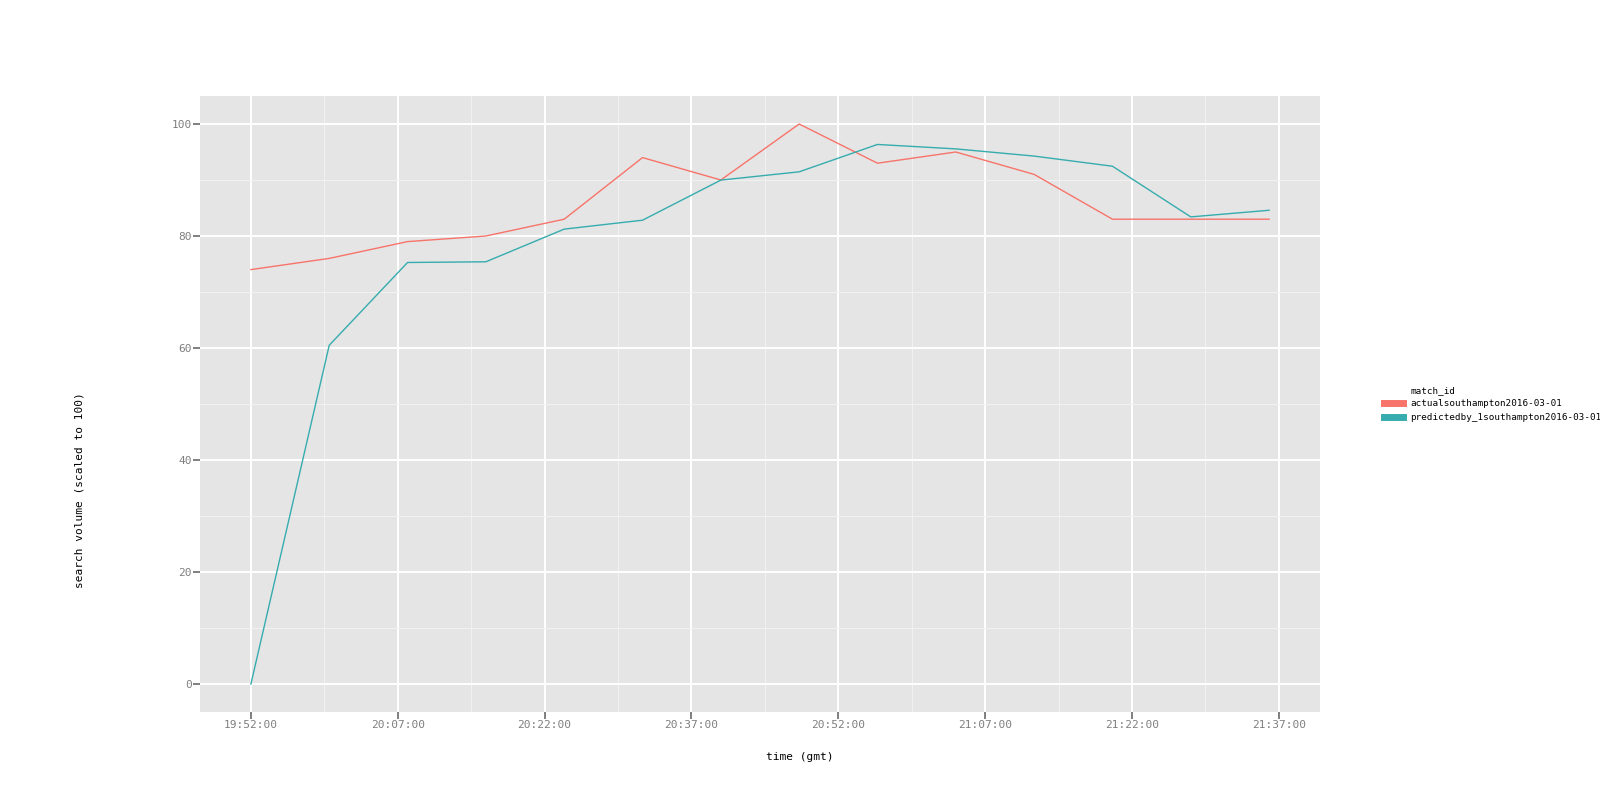 100
80
60
40
20
0
search volume (scaled to 100)
19:52:00 20:07:00 20:22:00 20:37:00 20:52:00 21:07:00 21:22:00 21:37:00
time (gmt)
match_id
actualsouthampton2016-03-01
predictedby_1southampton2016-03-01